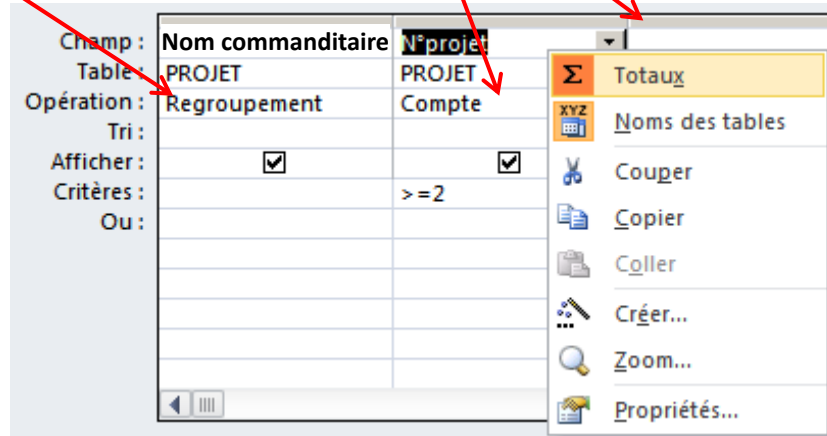 Champ : Nom commanditaire N°projet
Table : PROJET PROJET
Opération : Regroupement Compte
Tri :
Afficher :
Critères : >=2
Ou :
Σ Totaux
XYZ Noms des tables
Couper
Copier
Coller
Créer...
Zoom...
Propriétés...